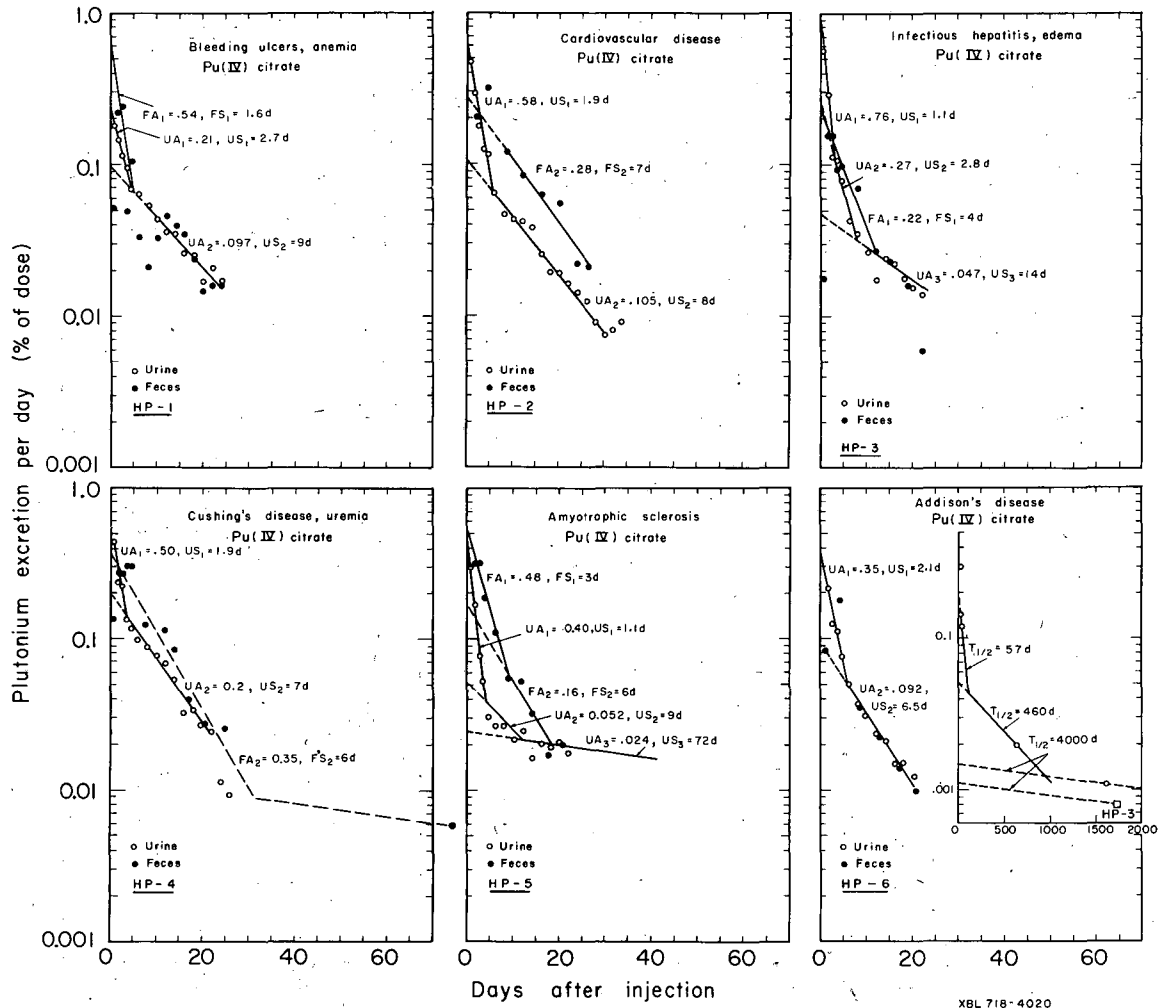 Plutonium excretion per day (% of dose)
1.0
0.1
0.01
0.001
Bleeding ulcers, anemia
Pu(IV) citrate
FA1 = .54, FS1 = 1.6d
UA1 = .21, US1 = 2.7d
UA2 = .097, US2 = 9d
○ Urine
● Feces
HP-1
Cardiovascular disease
Pu(IV) citrate
UA1 = .58, US1 = 1.9d
FA2 = .28, FS2 = 7d
UA2 = .105, US2 = 8d
○ Urine
● Feces
HP-2
Infectious hepatitis, edema
Pu(IV) citrate
UA1 = .76, US1 = 1.1d
UA2 = .27, US2 = 2.8d
FA1 = .22, FS1 = 4d
UA3 = .047, US3 = 14d
○ Urine
● Feces
HP-3
1.0
0.1
0.01
0.001
Cushing's disease, uremia
Pu(IV) citrate
UA1 = .50, US1 = 1.9d
UA2 = 0.2, US2 = 7d
FA2 = 0.35, FS2 = 6d
○ Urine
● Feces
HP-4
0 20 40 60
Amyotrophic sclerosis
Pu(IV) citrate
FA1 = .48, FS1 = 3d
UA1 = 0.40, US1 = 1.1d
FA2 = .16, FS2 = 6d
UA2 = 0.052, US2 = 9d
UA3 = .024, US3 = 72d
○ Urine
● Feces
HP-5
0 20 40 60
Addison's disease
Pu(IV) citrate
UA1 = .35, US1 = 2.1d
UA2 = .092,
US2 = 6.5d
○ Urine
● Feces
HP-6
0.1
T1/2 = 57d
T1/2 = 460d
T1/2 = 4000d
.001
HP-3
0 500 1000 1500 2000
0 20 40 60
Days after injection
XBL 718-4020